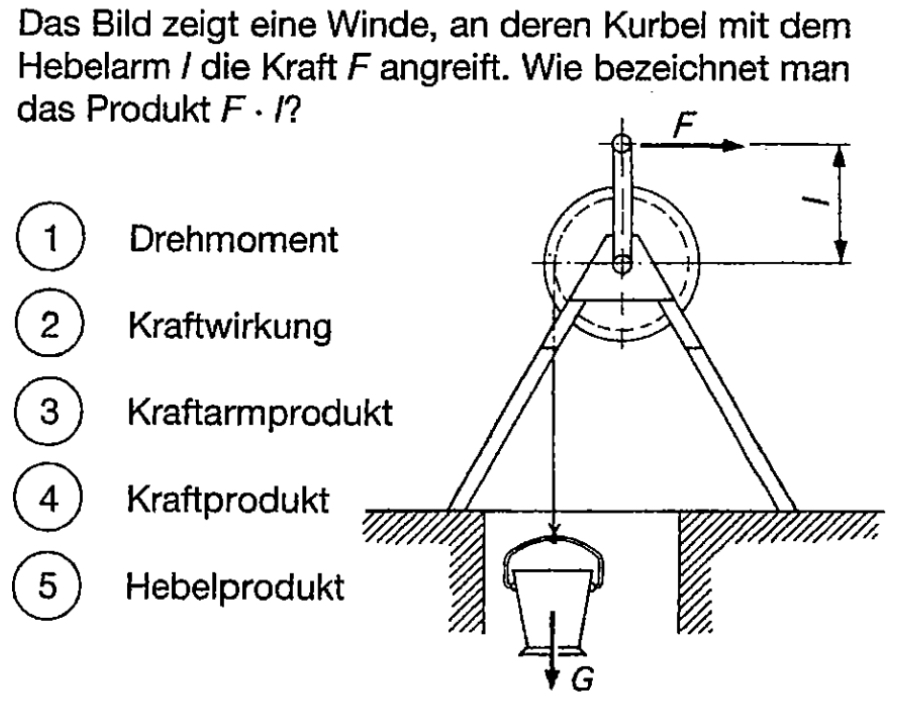 Das Bild zeigt eine Winde, an deren Kurbel mit dem
Hebelarm l die Kraft F angreift. Wie bezeichnet man
das Produkt F · l?
F
l
1 Drehmoment
2 Kraftwirkung
3 Kraftarmprodukt
4 Kraftprodukt
5 Hebelprodukt
G